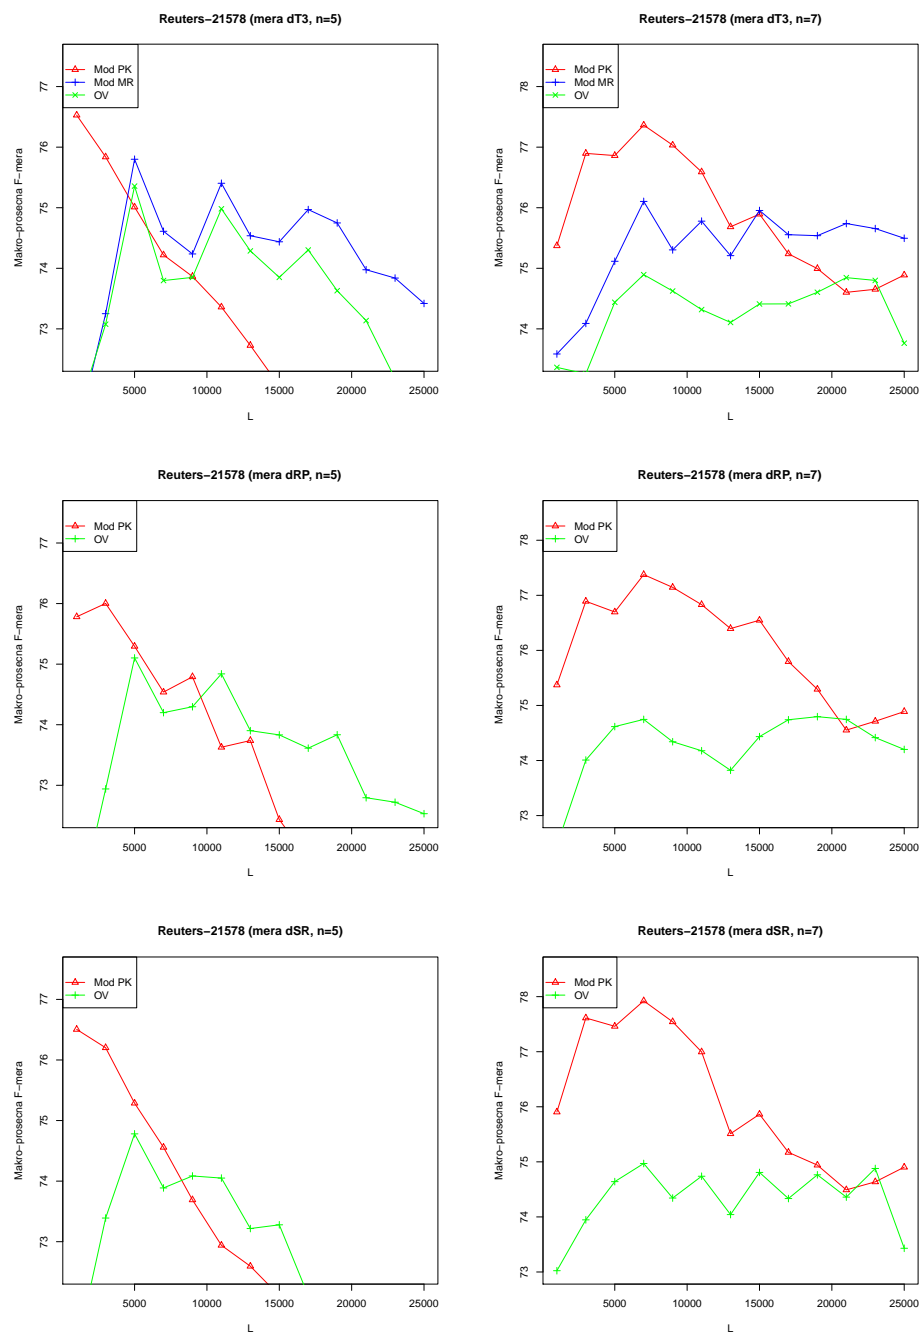 Reuters−21578 (mera dT3, n=5)
Mod PK
Mod MR
OV
Makro−prosecna F−mera
77
76
75
74
73
5000 10000 15000 20000 25000
L
Reuters−21578 (mera dT3, n=7)
Mod PK
Mod MR
OV
Makro−prosecna F−mera
78
77
76
75
74
5000 10000 15000 20000 25000
L
Reuters−21578 (mera dRP, n=5)
Mod PK
OV
Makro−prosecna F−mera
77
76
75
74
73
5000 10000 15000 20000 25000
L
Reuters−21578 (mera dRP, n=7)
Mod PK
OV
Makro−prosecna F−mera
78
77
76
75
74
73
5000 10000 15000 20000 25000
L
Reuters−21578 (mera dSR, n=5)
Mod PK
OV
Makro−prosecna F−mera
77
76
75
74
73
5000 10000 15000 20000 25000
L
Reuters−21578 (mera dSR, n=7)
Mod PK
OV
Makro−prosecna F−mera
78
77
76
75
74
73
5000 10000 15000 20000 25000
L